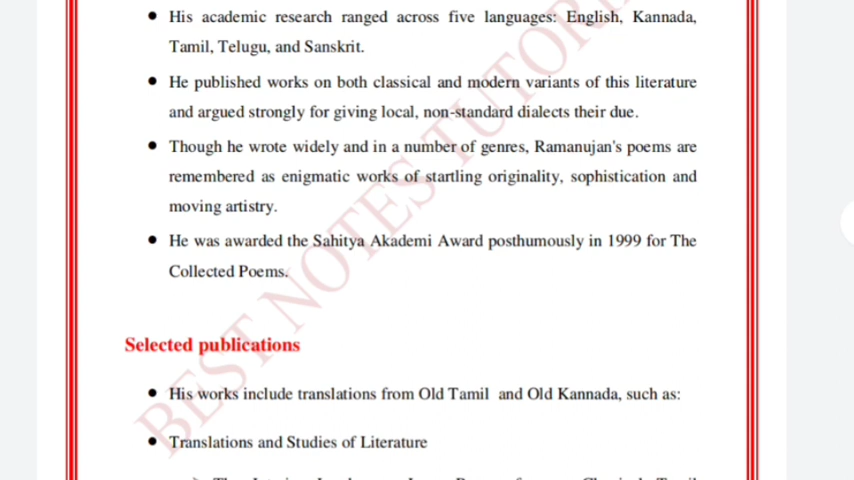 • His academic research ranged across five languages: English, Kannada,
Tamil, Telugu, and Sanskrit.
• He published works on both classical and modern variants of this literature
and argued strongly for giving local, non-standard dialects their due.
• Though he wrote widely and in a number of genres, Ramanujan's poems are
remembered as enigmatic works of startling originality, sophistication and
moving artistry.
• He was awarded the Sahitya Akademi Award posthumously in 1999 for The
Collected Poems.
Selected publications
• His works include translations from Old Tamil and Old Kannada, such as:
• Translations and Studies of Literature
BEST NOTES TUTORI